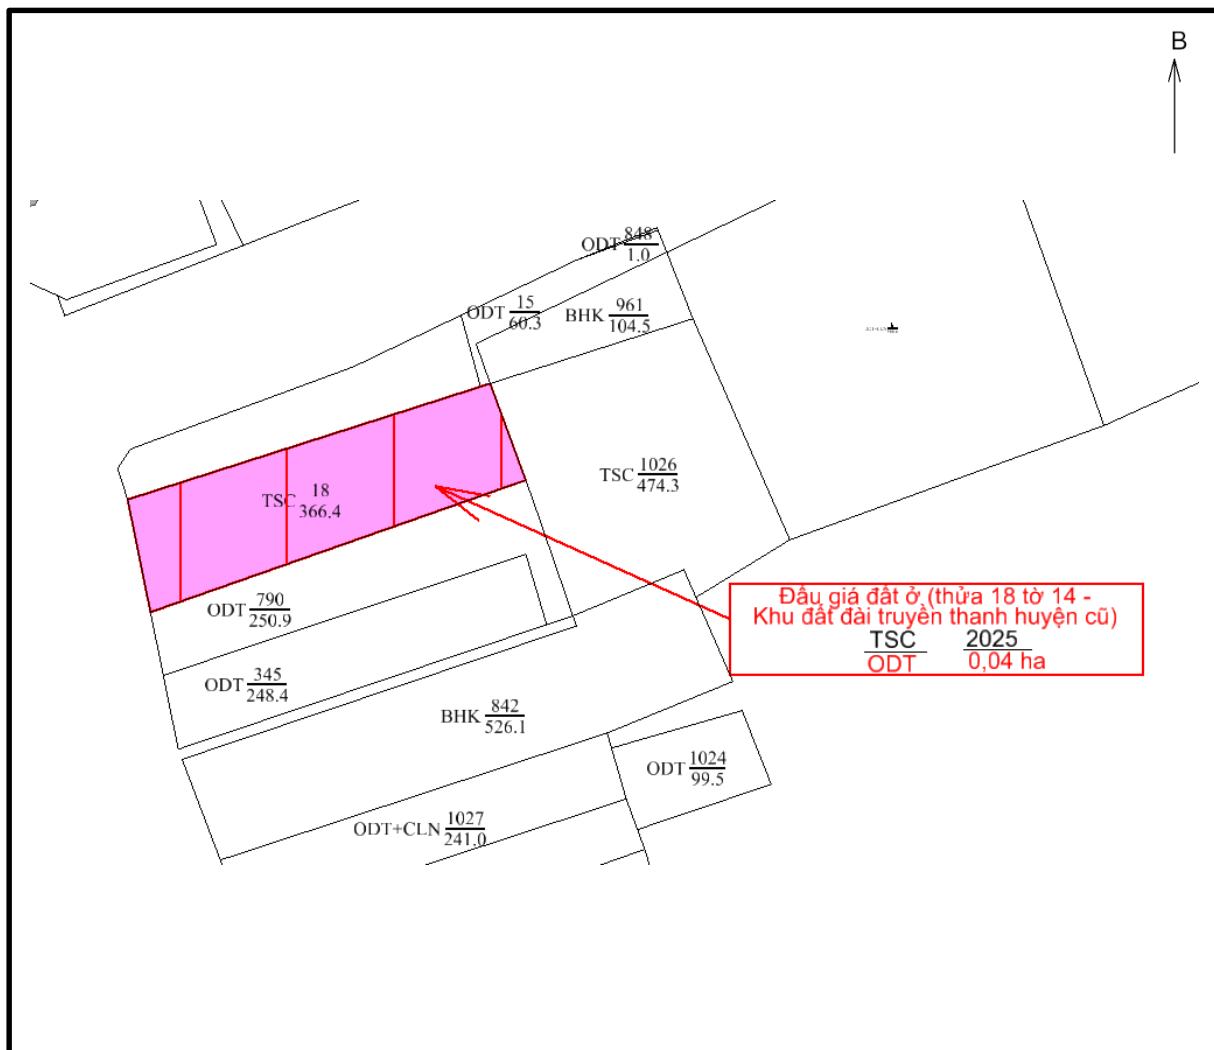 B
ODT 848
1.0
ODT 15
60.3
BHK 961
104.5
TSC 1026
474.3
TSC 18
366.4
Đấu giá đất ở (thửa 18 tờ 14 -
Khu đất đài truyền thanh huyện cũ)
TSC 2025
ODT 0,04 ha
ODT 790
250.9
ODT 345
248.4
BHK 842
526.1
ODT 1024
99.5
ODT+CLN 1027
241.0